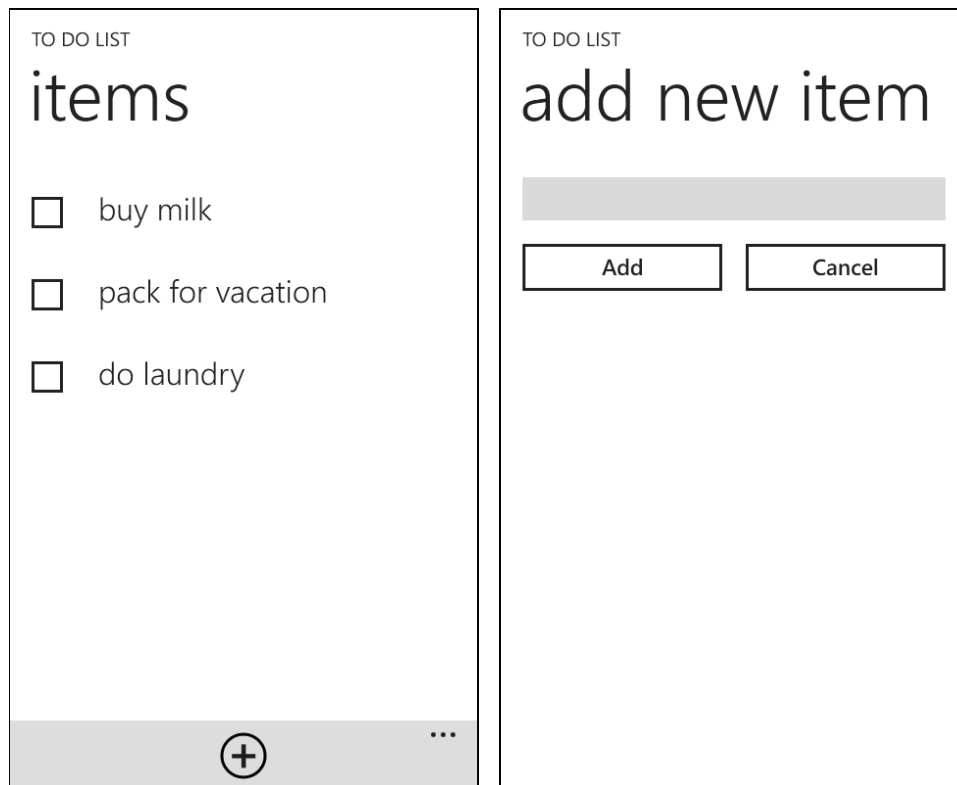 TO DO LIST
items
buy milk
pack for vacation
do laundry
TO DO LIST
add new item
Add Cancel